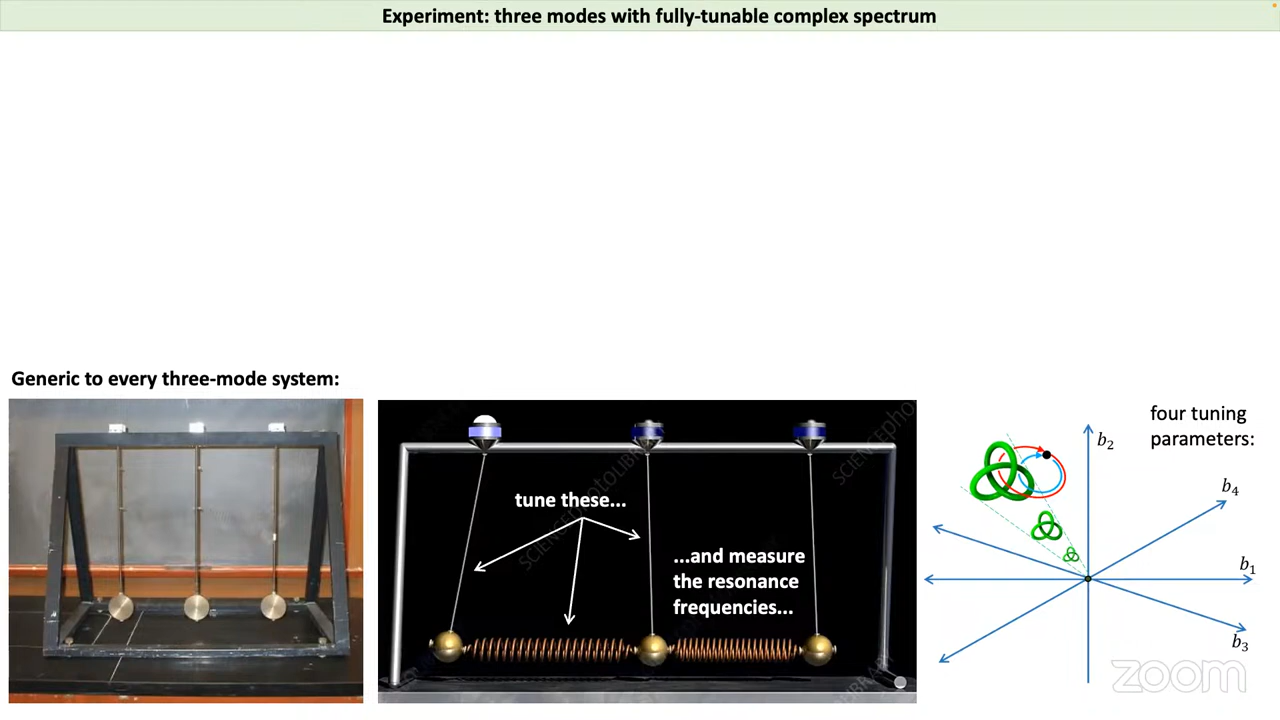 Experiment: three modes with fully-tunable complex spectrum
Generic to every three-mode system:
tune these...
...and measure
the resonance
frequencies...
four tuning
parameters:
b₂
b₄
b₁
b₃
zoom